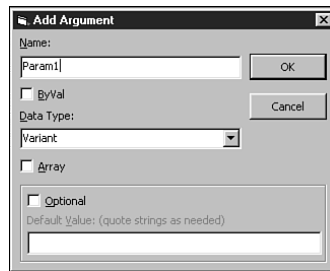 Add Argument
Name:
Param1
OK
ByVal
Cancel
Data Type:
Variant
Array
Optional
Default Value: (quote strings as needed)